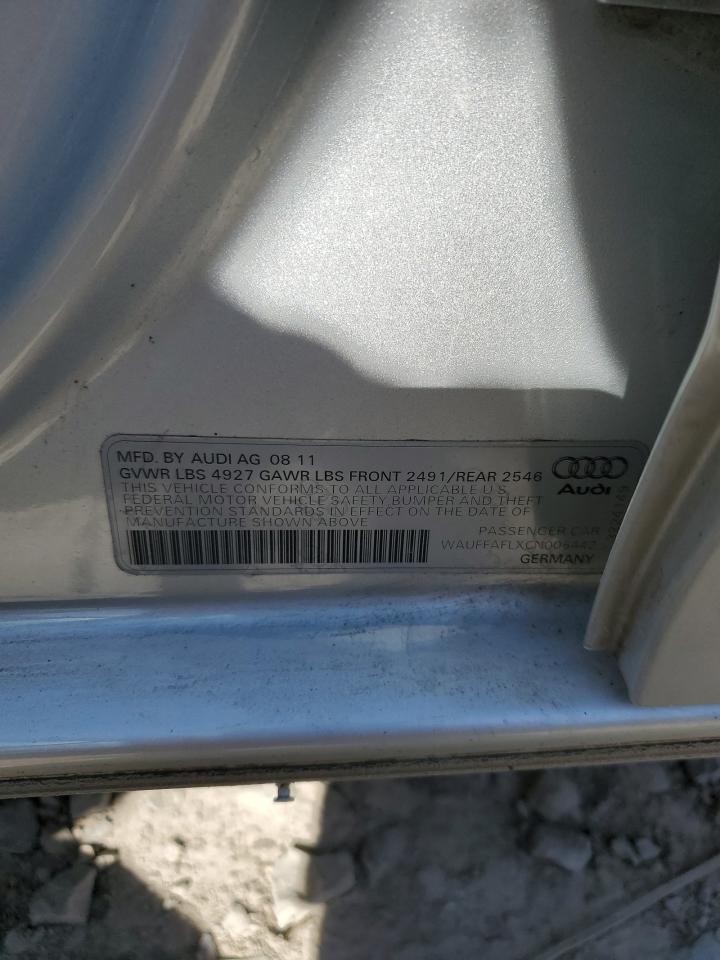 MFD. BY AUDI AG 08 11
GVWR LBS 4927 GAWR LBS FRONT 2491/REAR 2546
THIS VEHICLE CONFORMS TO ALL APPLICABLE U S
FEDERAL MOTOR VEHICLE SAFETY BUMPER AND THEFT
PREVENTION STANDARDS IN EFFECT ON THE DATE OF
MANUFACTURE SHOWN ABOVE
Audi
PASSENGER CAR
GERMANY